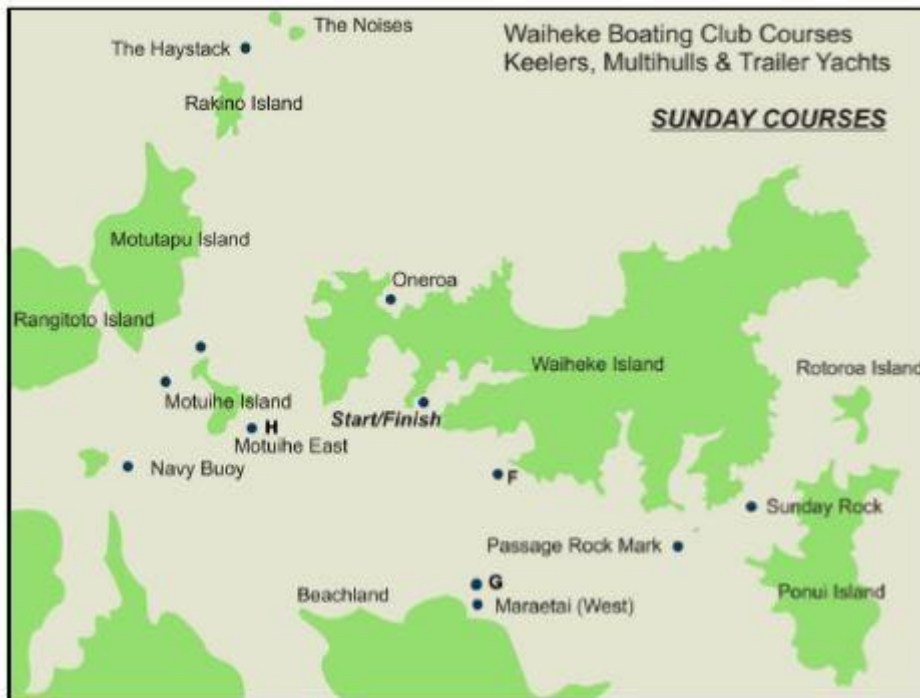 The Noises
Waiheke Boating Club Courses
The Haystack
Keelers, Multihulls & Trailer Yachts
Rakino Island
SUNDAY COURSES
Motutapu Island
Oneroa
Rangitoto Island
Waiheke Island
Rotoroa Island
Motuihe Island
Start/Finish
H
Motuihe East
Navy Buoy
F
Sunday Rock
Passage Rock Mark
G
Beachland
Maraetai (West)
Ponui Island